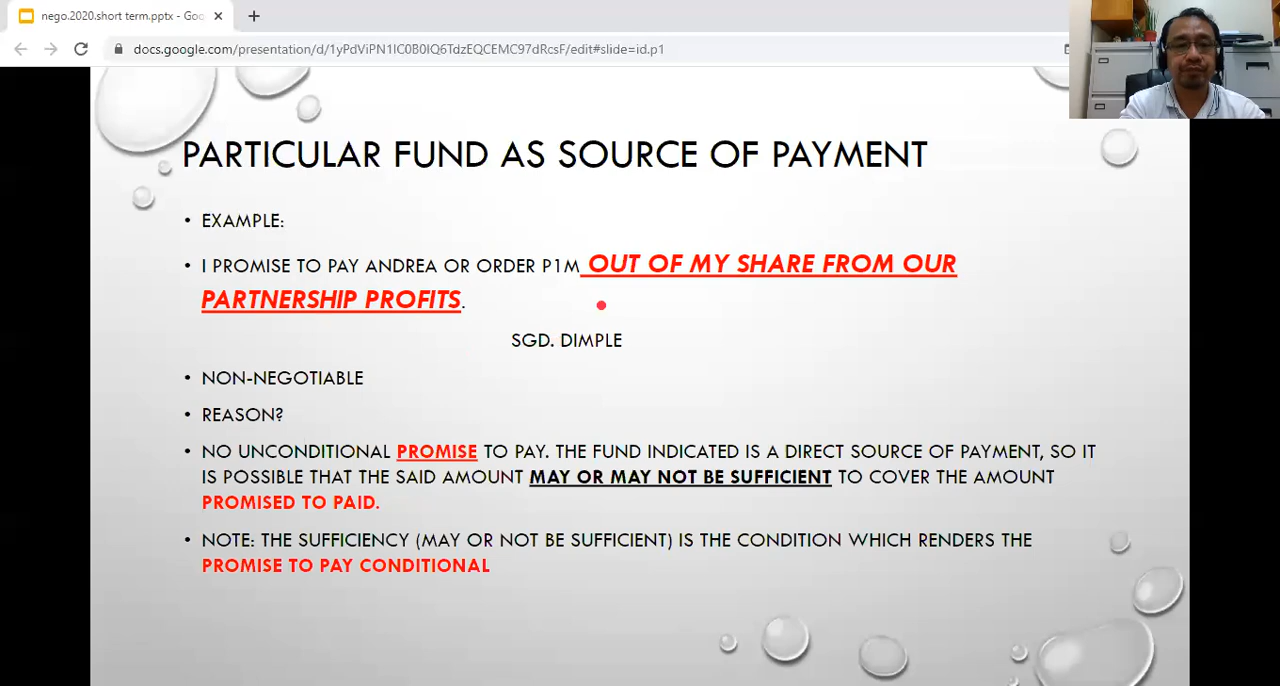 nego.2020.short term.pptx - Goo
docs.google.com/presentation/d/1yPdViPN1IC0B0IQ6TdzEQCEMC97dRcsF/edit#slide=id.p1
PARTICULAR FUND AS SOURCE OF PAYMENT
• EXAMPLE:
• I PROMISE TO PAY ANDREA OR ORDER P1M OUT OF MY SHARE FROM OUR
PARTNERSHIP PROFITS.
SGD. DIMPLE
• NON-NEGOTIABLE
• REASON?
• NO UNCONDITIONAL PROMISE TO PAY. THE FUND INDICATED IS A DIRECT SOURCE OF PAYMENT, SO IT
IS POSSIBLE THAT THE SAID AMOUNT MAY OR MAY NOT BE SUFFICIENT TO COVER THE AMOUNT
PROMISED TO PAID.
• NOTE: THE SUFFICIENCY (MAY OR NOT BE SUFFICIENT) IS THE CONDITION WHICH RENDERS THE
PROMISE TO PAY CONDITIONAL